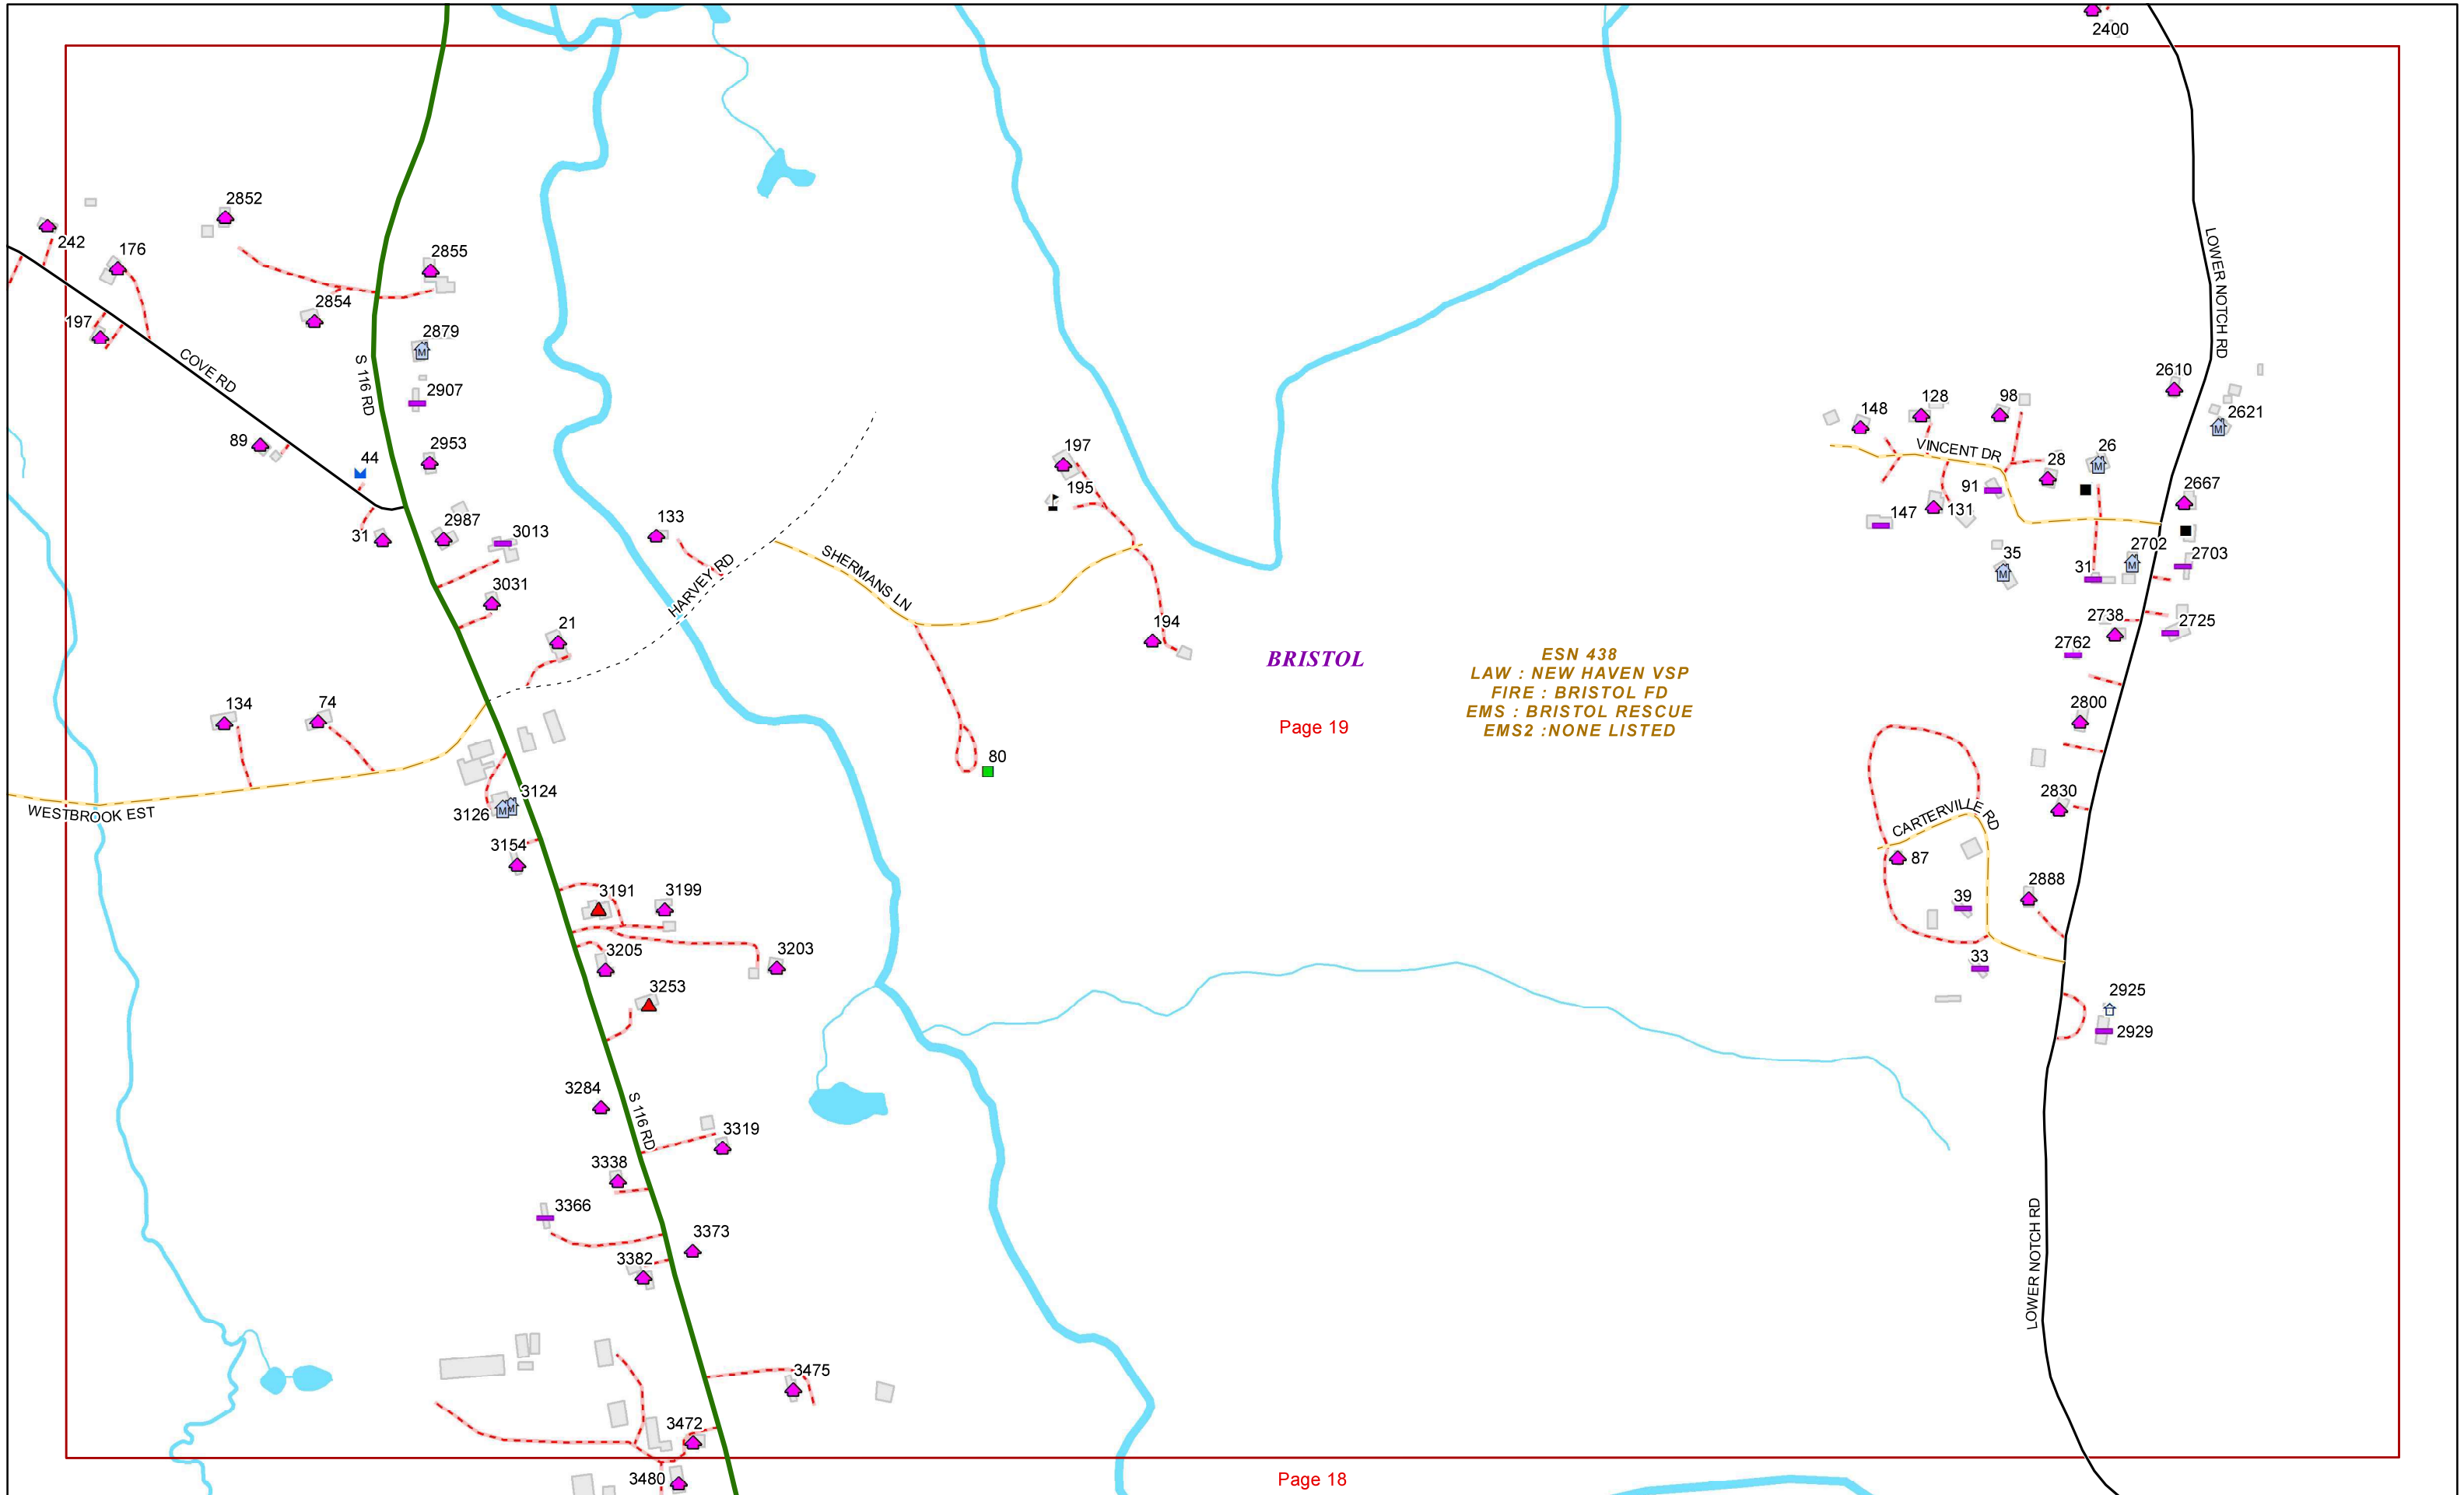 2400
2852
242
176
2855
2854
197
2879
LOWER NOTCH RD
COVE RD
S 116 RD
2907
2610
2621
148
128
98
VINCENT DR
26
28
89
44
2953
197
195
91
2667
147
131
31
2987
3013
133
35
2702
2703
31
HARVEY RD
SHERMANS LN
3031
21
194
2738
2725
2762
BRISTOL
ESN 438
LAW : NEW HAVEN VSP
FIRE : BRISTOL FD
EMS : BRISTOL RESCUE
EMS2 :NONE LISTED
Page 19
134
74
2800
80
3124
3126
WESTBROOK EST
2830
CARTERVILLE RD
3154
87
3191
3199
2888
39
3205
3203
33
3253
2925
2929
3284
S 116 RD
3319
3338
3366
3373
3382
LOWER NOTCH RD
3475
3472
3480
Page 18
M
M
M
M
M
M
M